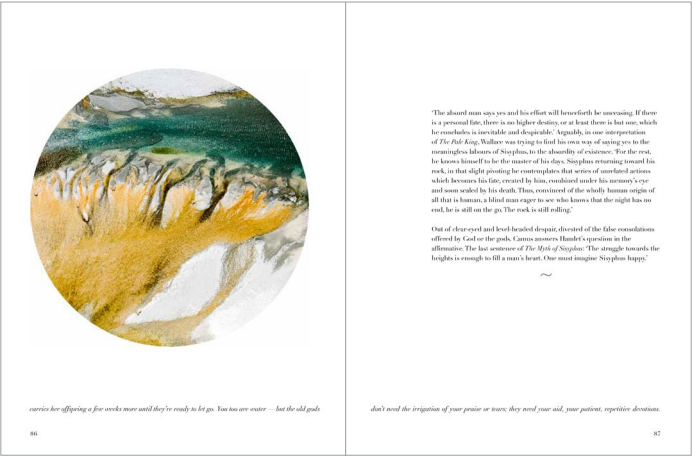 carries her offspring a few weeks more until they're ready to let go. You too are water — but the old gods
86
'The absurd man says yes and his effort will henceforth be unceasing. If there
is a personal fate, there is no higher destiny, or at least there is but one, which
he concludes is inevitable and despicable.' Arguably, in one interpretation
of The Pale King, Wallace was trying to find his own way of saying yes to the
meaningless labours of Sisyphus, to the absurdity of existence. 'For the rest,
he knows himself to be the master of his days. Sisyphus returning toward his
rock, in that slight pivoting he contemplates that series of unrelated actions
which becomes his fate, created by him, combined under his memory's eye
and soon sealed by his death. Thus, convinced of the wholly human origin of
all that is human, a blind man eager to see who knows that the night has no
end, he is still on the go. The rock is still rolling.'
Out of clear-eyed and level-headed despair, divested of the false consolations
offered by God or the gods, Camus answers Hamlet's question in the
affirmative. The last sentence of The Myth of Sisyphus: 'The struggle towards the
heights is enough to fill a man's heart. One must imagine Sisyphus happy.'
~
don't need the irrigation of your praise or tears; they need your aid, your patient, repetitive devotions.
87